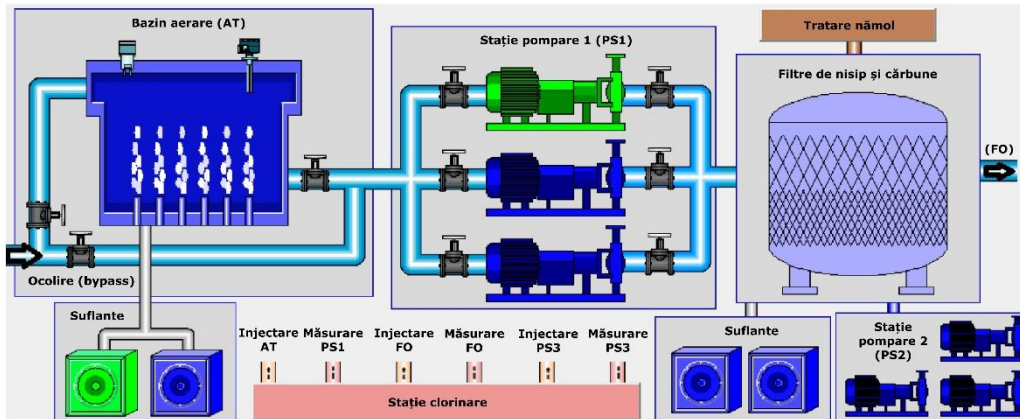 Bazin aerare (AT)
Ocolire (bypass)
Suflante
Stație pompare 1 (PS1)
Tratare nămol
Filtre de nisip și cărbune
(FO)
Injectare
AT
Măsurare
PS1
Injectare
FO
Măsurare
FO
Injectare
PS3
Măsurare
PS3
Stație clorinare
Suflante
Stație
pompare 2
(PS2)